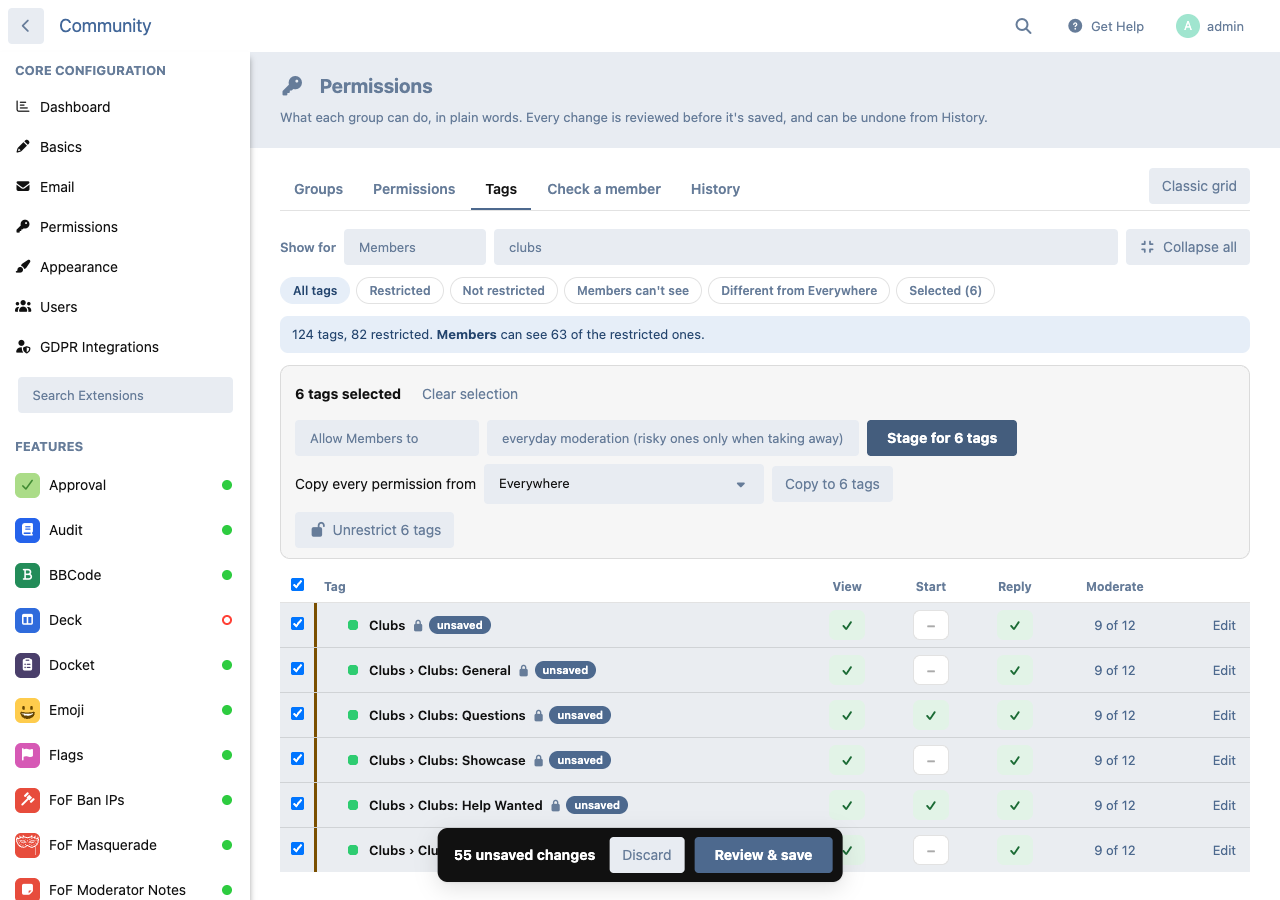 Community
Get Help
A
admin
CORE CONFIGURATION
Dashboard
Basics
Email
Permissions
Appearance
Users
GDPR Integrations
Search Extensions
FEATURES
Approval
Audit
BBCode
Deck
Docket
Emoji
Flags
FoF Ban IPs
FoF Masquerade
FoF Moderator Notes
Permissions
What each group can do, in plain words. Every change is reviewed before it's saved, and can be undone from History.
Groups Permissions Tags Check a member History
Classic grid
Show for Members clubs Collapse all
All tags Restricted Not restricted Members can't see Different from Everywhere Selected (6)
124 tags, 82 restricted. Members can see 63 of the restricted ones.
6 tags selected Clear selection
Allow Members to everyday moderation (risky ones only when taking away) Stage for 6 tags
Copy every permission from Everywhere Copy to 6 tags
Unrestrict 6 tags
Tag View Start Reply Moderate
Clubs unsaved – 9 of 12 Edit
Clubs › Clubs: General unsaved – 9 of 12 Edit
Clubs › Clubs: Questions unsaved 9 of 12 Edit
Clubs › Clubs: Showcase unsaved – 9 of 12 Edit
Clubs › Clubs: Help Wanted unsaved 9 of 12 Edit
Clubs › Clu – 9 of 12 Edit
55 unsaved changes Discard Review & save